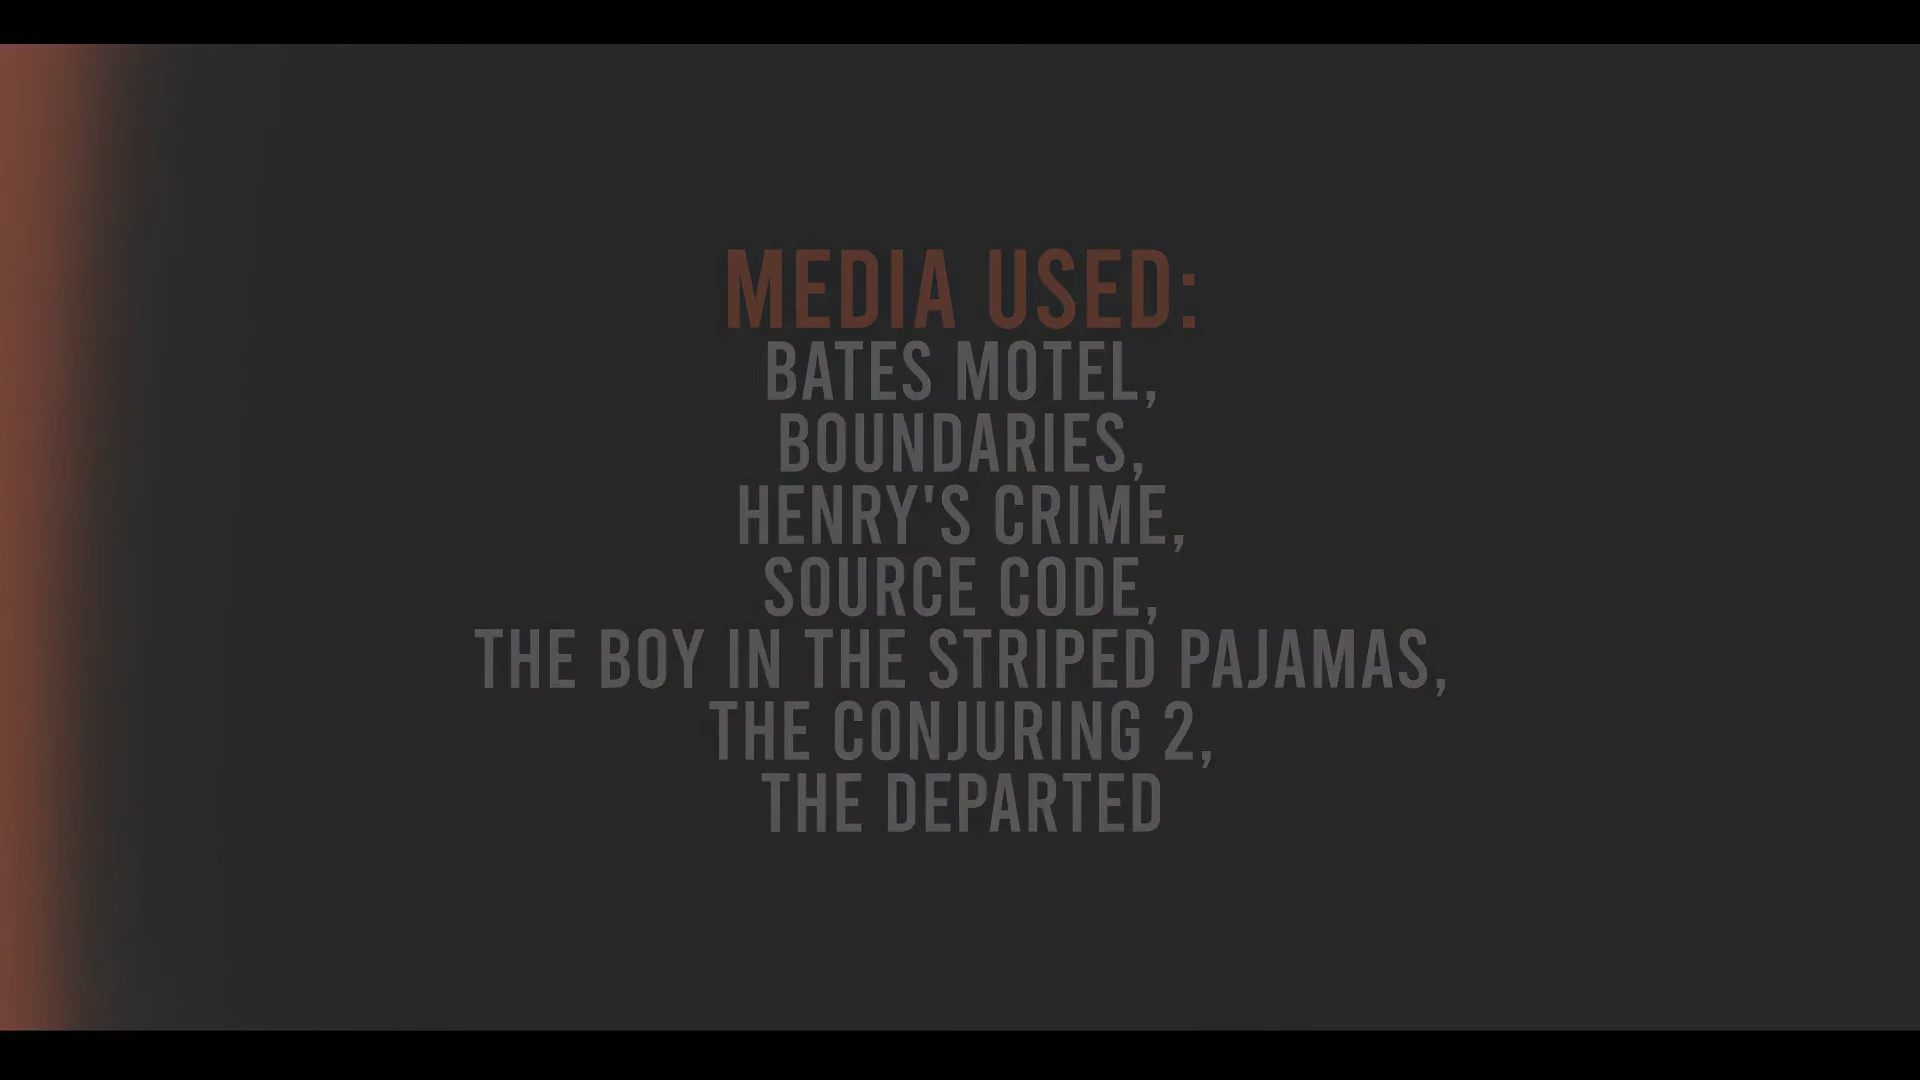 MEDIA USED:
BATES MOTEL,
BOUNDARIES,
HENRY'S CRIME,
SOURCE CODE,
THE BOY IN THE STRIPED PAJAMAS,
THE CONJURING 2,
THE DEPARTED